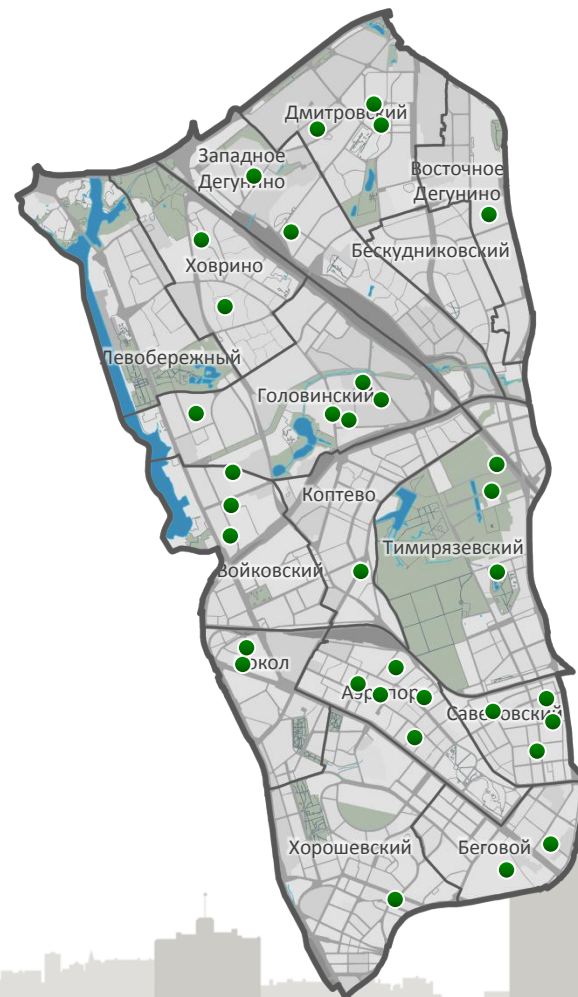 Дмитровский
Западное
Дегунино
Восточное
Дегунино
Бескудниковский
Ховрино
Левобережный
Головинский
Коптево
Тимирязевский
Войковский
Сокол
Аэропорт
Савеловский
Хорошевский
Беговой